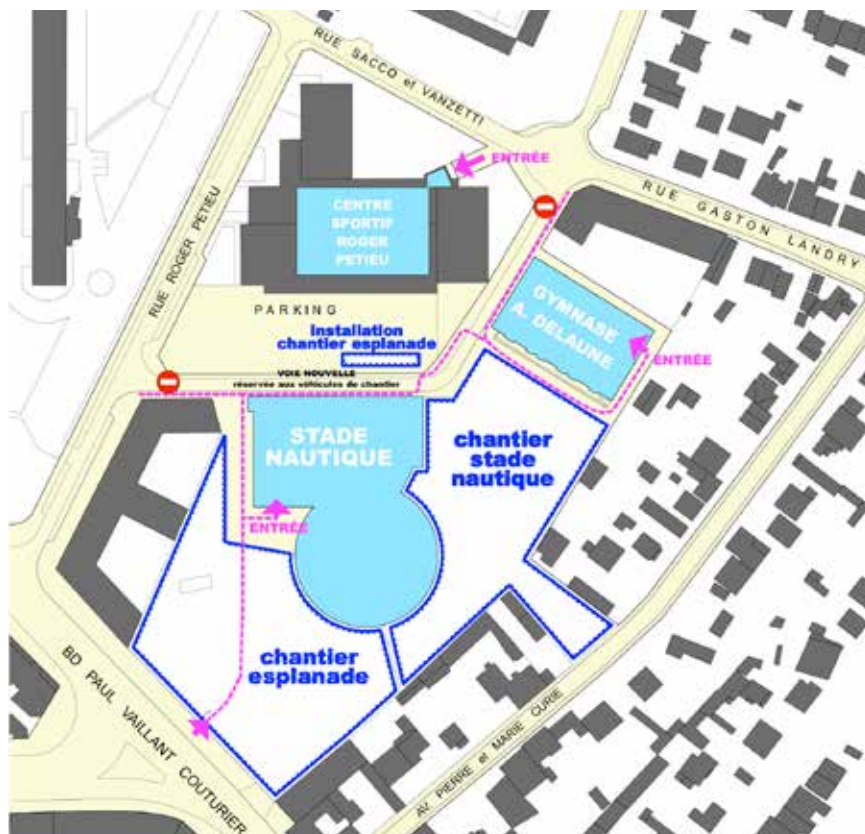 RUE SACCO et VANZETTI
ENTRÉE
RUE GASTON LANDRY
CENTRE
SPORTIF
ROGER
PETIEU
RUE ROGER PETIEU
PARKING
Installation
chantier esplanade
GYMNASE
A. DELAUNE
ENTRÉE
VOIE NOUVELLE
réservée aux véhicules de chantier
STADE
NAUTIQUE
chantier
stade
nautique
ENTRÉE
chantier
esplanade
BD PAUL VAILLANT COUTURIER
AV. PIERRE et MARIE CURIE